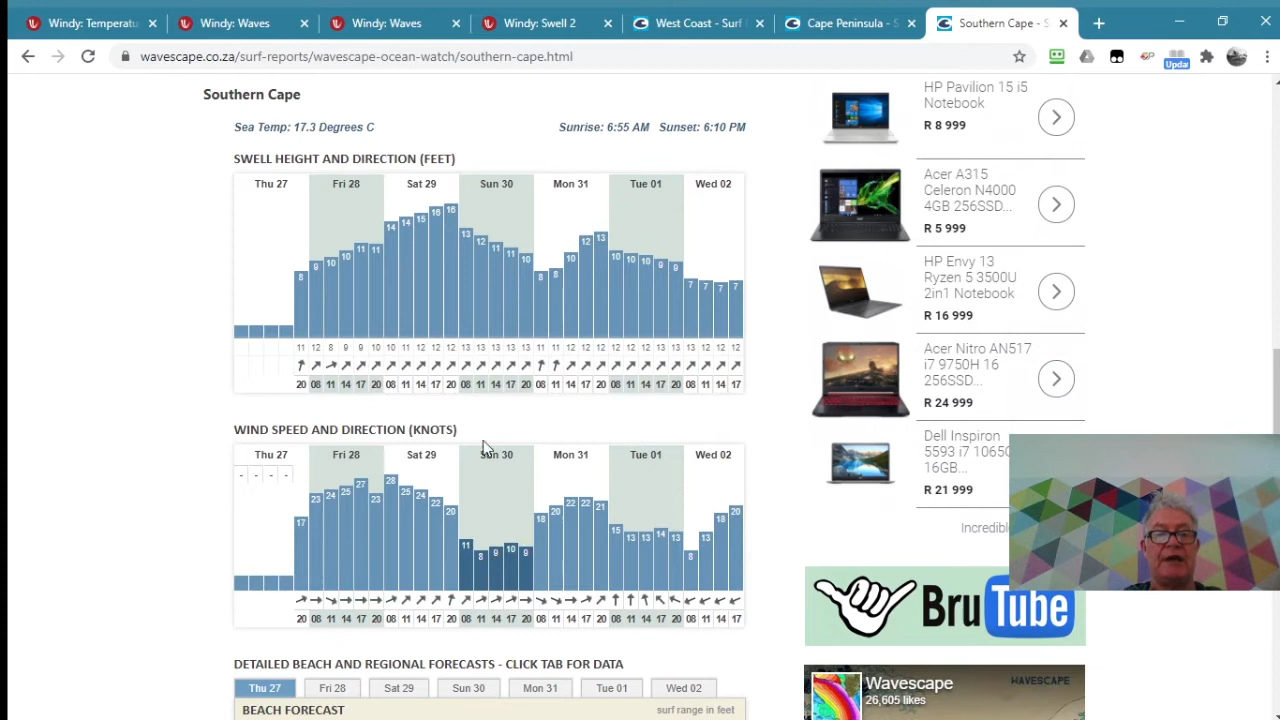 Windy: Temperatu
Windy: Waves
Windy: Waves
Windy: Swell 2
West Coast - Surf
Cape Peninsula - S
Southern Cape - S
wavescape.co.za/surf-reports/wavescape-ocean-watch/southern-cape.html
Upda
Southern Cape
Sea Temp: 17.3 Degrees C
Sunrise: 6:55 AM Sunset: 6:10 PM
SWELL HEIGHT AND DIRECTION (FEET)
Thu 27 Fri 28 Sat 29 Sun 30 Mon 31 Tue 01 Wed 02
8 9 10 10 11 11 14 14 15 16 16 13 12 11 11 10 8 8 10 12 13 10 10 10 9 9 7 7 7 7
11 12 8 9 9 10 10 11 12 12 12 12 13 13 13 13 11 11 12 12 12 12 12 12 12 13 13 12 12 12
20 08 11 14 17 20 08 11 14 17 20 08 11 14 17 20 08 11 14 17 20 08 11 14 17 20 08 11 14 17
WIND SPEED AND DIRECTION (KNOTS)
Thu 27 Fri 28 Sat 29 Sun 30 Mon 31 Tue 01 Wed 02
- - - -
17 23 24 25 27 23 28 25 24 22 20 11 8 9 10 9 18 20 22 22 21 15 13 13 14 13 8 13 18 20
20 08 11 14 17 20 08 11 14 17 20 08 11 14 17 20 08 11 14 17 20 08 11 14 17 20 08 11 14 17
DETAILED BEACH AND REGIONAL FORECASTS - CLICK TAB FOR DATA
Thu 27 Fri 28 Sat 29 Sun 30 Mon 31 Tue 01 Wed 02
BEACH FORECAST surf range in feet
HP Pavilion 15 i5
Notebook
R 8 999
Acer A315
Celeron N4000
4GB 256SSD...
R 5 999
HP Envy 13
Ryzen 5 3500U
2in1 Notebook
R 16 999
Acer Nitro AN517
i7 9750H 16
256SSD...
R 24 999
Dell Inspiron
5593 i7 1065G
16GB...
R 21 999
Incredible
BruTube
WAVESCAPE
Wavescape
26,605 likes